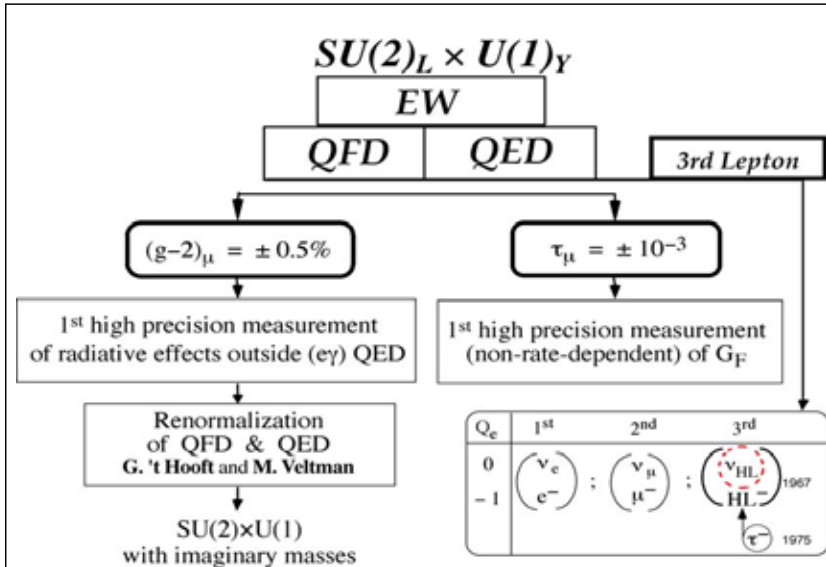 SU(2)L × U(1)Y
EW
QFD QED
3rd Lepton
(g−2)μ = ± 0.5%
τμ = ± 10−3
1st high precision measurement
of radiative effects outside (eγ) QED
1st high precision measurement
(non-rate-dependent) of GF
Renormalization
of QFD & QED
G. 't Hooft and M. Veltman
SU(2)×U(1)
with imaginary masses
Qe 1st 2nd 3rd
0 νe ; νμ ; νHL 1967
− 1 e− μ− HL−
τ− 1975